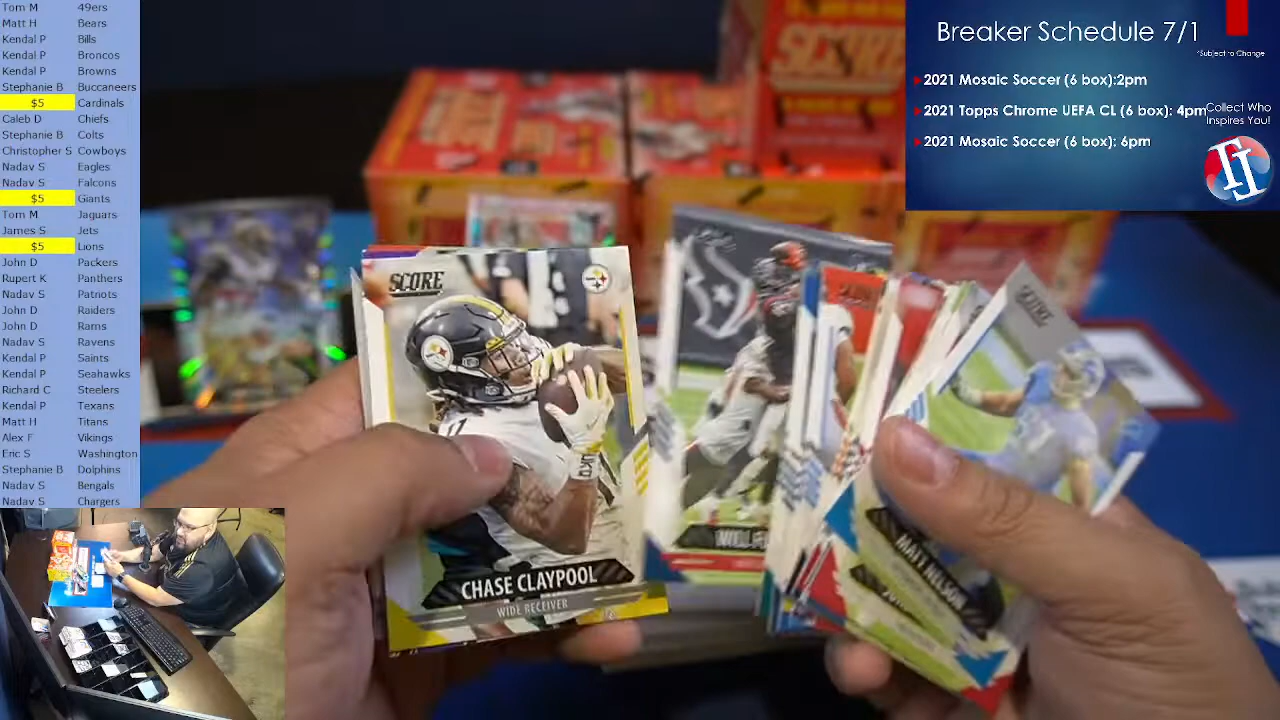 Tom M 49ers
Matt H Bears
Kendal P Bills
Kendal P Broncos
Kendal P Browns
Stephanie B Buccaneers
$5 Cardinals
Caleb D Chiefs
Stephanie B Colts
Christopher S Cowboys
Nadav S Eagles
Nadav S Falcons
$5 Giants
Tom M Jaguars
James S Jets
$5 Lions
John D Packers
Rupert K Panthers
Nadav S Patriots
John D Raiders
John D Rams
Nadav S Ravens
Kendal P Saints
Kendal P Seahawks
Richard C Steelers
Kendal P Texans
Matt H Titans
Alex F Vikings
Eric S Washington
Stephanie B Dolphins
Nadav S Bengals
Nadav S Chargers
Breaker Schedule 7/1
*Subject to Change
2021 Mosaic Soccer (6 box):2pm
2021 Topps Chrome UEFA CL (6 box): 4pm
2021 Mosaic Soccer (6 box): 6pm
Collect Who
Inspires You!
SCORE
SCORE
CHASE CLAYPOOL
WIDE RECEIVER
SCORE
MATT NELSON